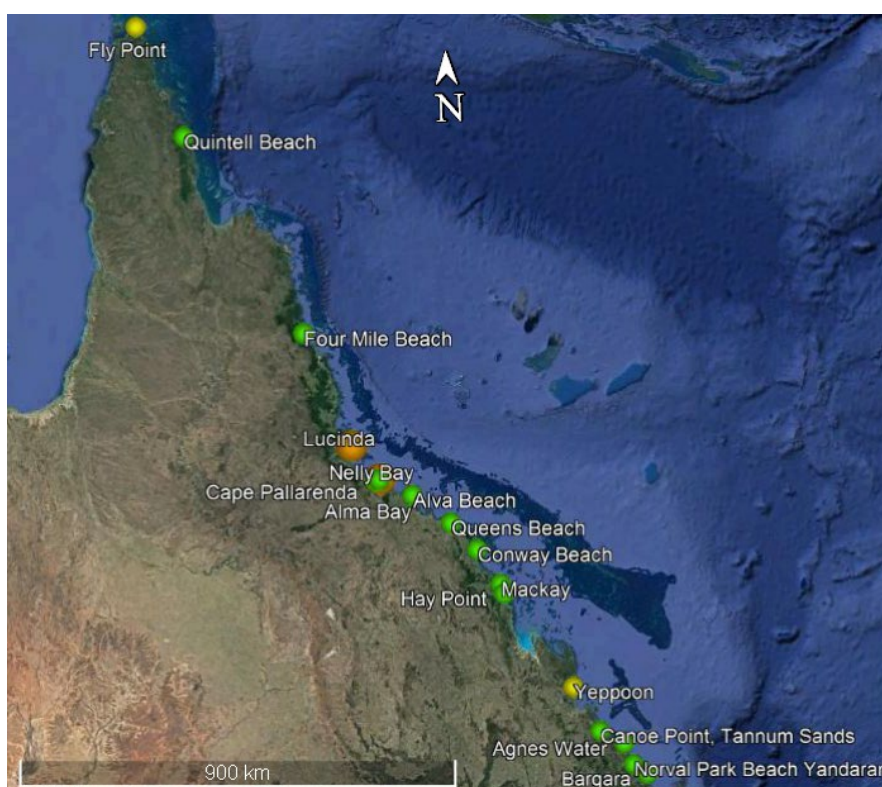 Fly Point
N
Quintell Beach
Four Mile Beach
Lucinda
Nelly Bay
Cape Pallarenda
Alva Beach
Alma Bay
Queens Beach
Conway Beach
Mackay
Hay Point
Yeppoon
Canoe Point, Tannum Sands
Agnes Water
Norval Park Beach Yandaran
Bargara
900 km